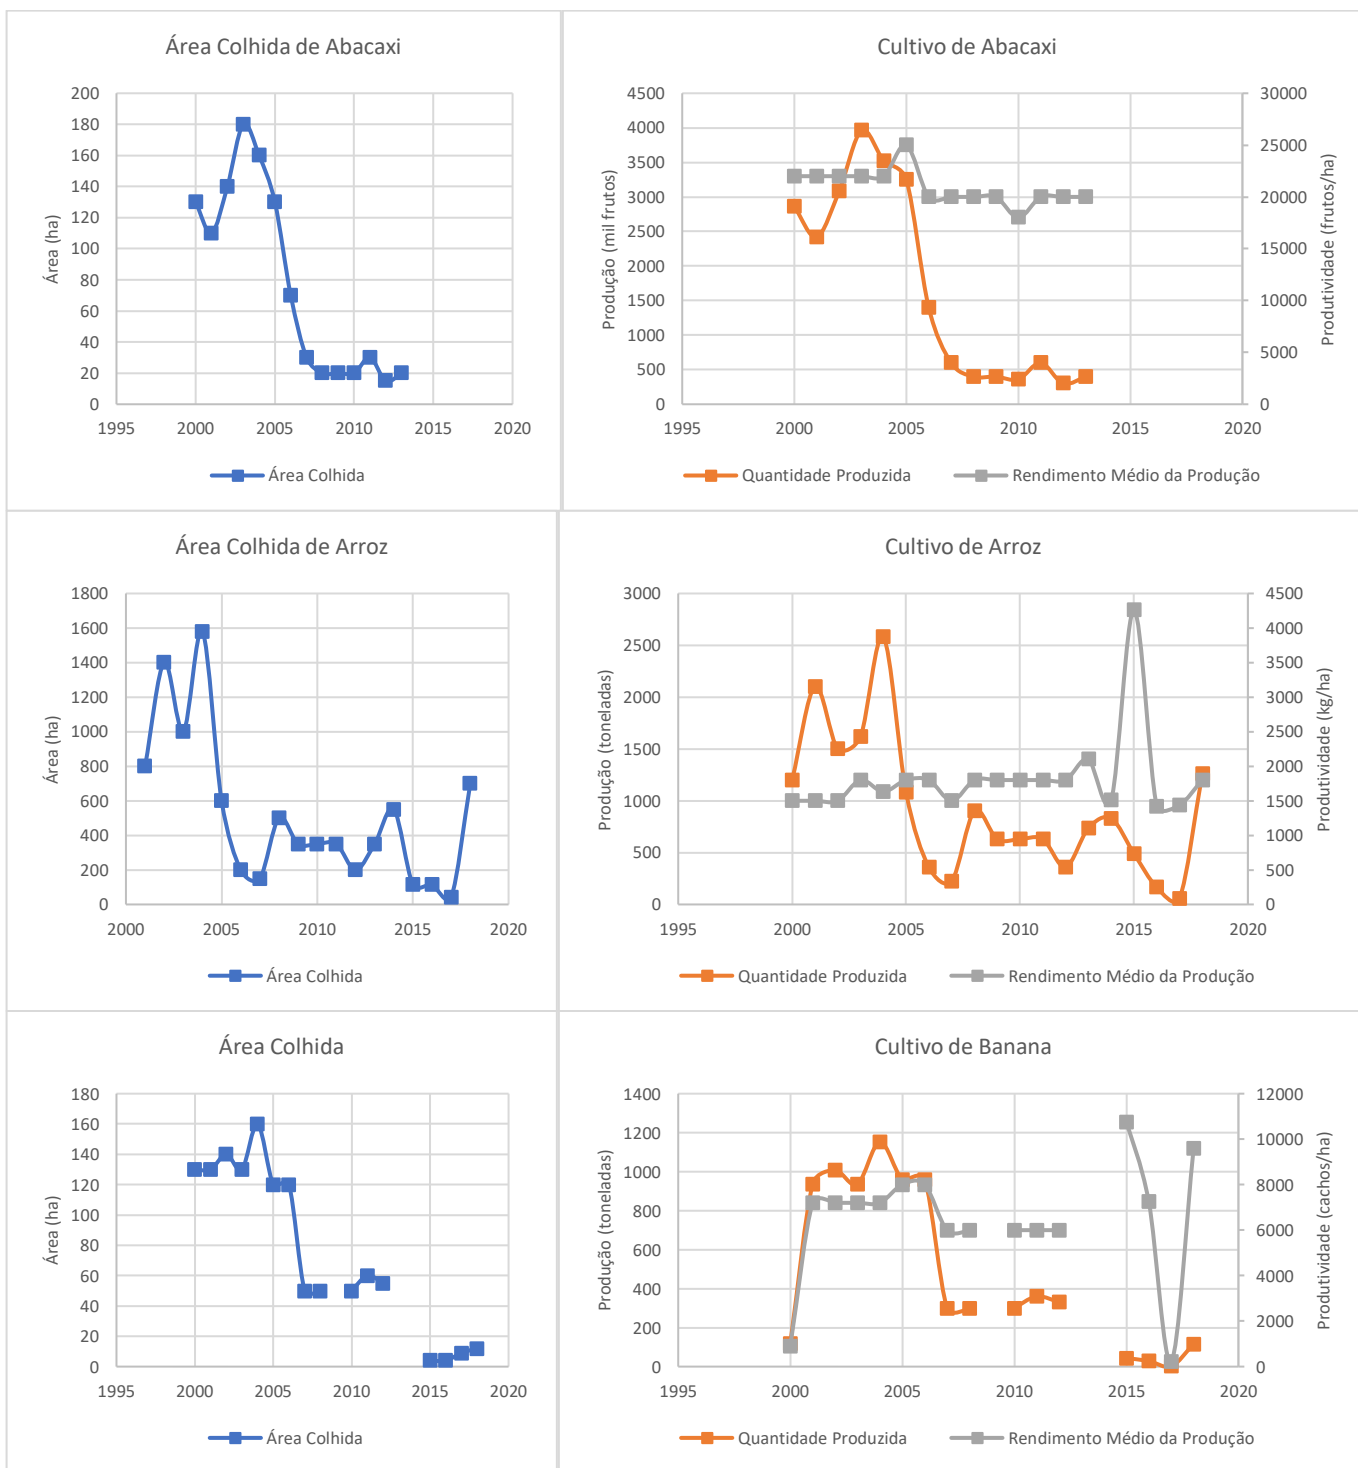 Área Colhida de Abacaxi
Área (ha)
200
180
160
140
120
100
80
60
40
20
0
1995 2000 2005 2010 2015 2020
Área Colhida
Cultivo de Abacaxi
Produção (mil frutos)
4500
4000
3500
3000
2500
2000
1500
1000
500
0
30000
25000
20000
15000
10000
5000
0
Produtividade (frutos/ha)
1995 2000 2005 2010 2015 2020
Quantidade Produzida Rendimento Médio da Produção
Área Colhida de Arroz
Área (ha)
1800
1600
1400
1200
1000
800
600
400
200
0
2000 2005 2010 2015 2020
Área Colhida
Cultivo de Arroz
Produção (toneladas)
3000
2500
2000
1500
1000
500
0
4500
4000
3500
3000
2500
2000
1500
1000
500
0
Produtividade (kg/ha)
1995 2000 2005 2010 2015 2020
Quantidade Produzida Rendimento Médio da Produção
Área Colhida
Área (ha)
180
160
140
120
100
80
60
40
20
0
1995 2000 2005 2010 2015 2020
Área Colhida
Cultivo de Banana
Produção (toneladas)
1400
1200
1000
800
600
400
200
0
12000
10000
8000
6000
4000
2000
0
Produtividade (cachos/ha)
1995 2000 2005 2010 2015 2020
Quantidade Produzida Rendimento Médio da Produção